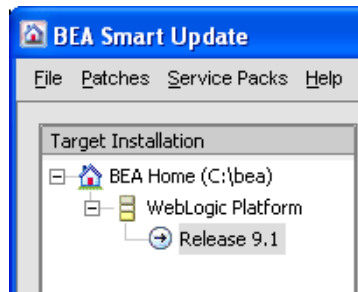 BEA Smart Update
File Patches Service Packs Help
Target Installation
BEA Home (C:\bea)
WebLogic Platform
Release 9.1